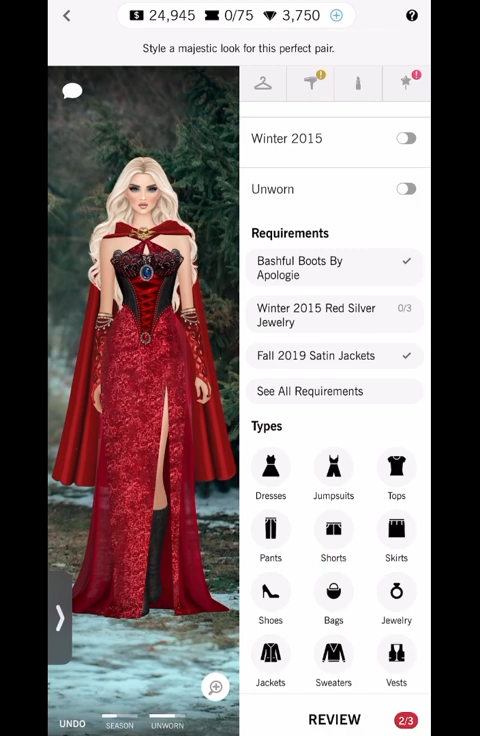 24,945 0/75 3,750
Style a majestic look for this perfect pair.
Winter 2015
Unworn
Requirements
Bashful Boots By
Apologie
Winter 2015 Red Silver 0/3
Jewelry
Fall 2019 Satin Jackets
See All Requirements
Types
Dresses Jumpsuits Tops
Pants Shorts Skirts
Shoes Bags Jewelry
Jackets Sweaters Vests
UNDO SEASON UNWORN
REVIEW 2/3